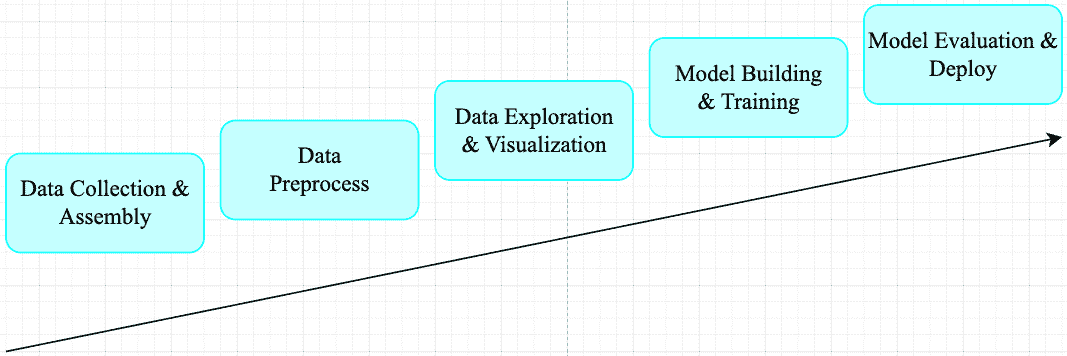 Data Collection &
Assembly
Data
Preprocess
Data Exploration
& Visualization
Model Building
& Training
Model Evaluation &
Deploy